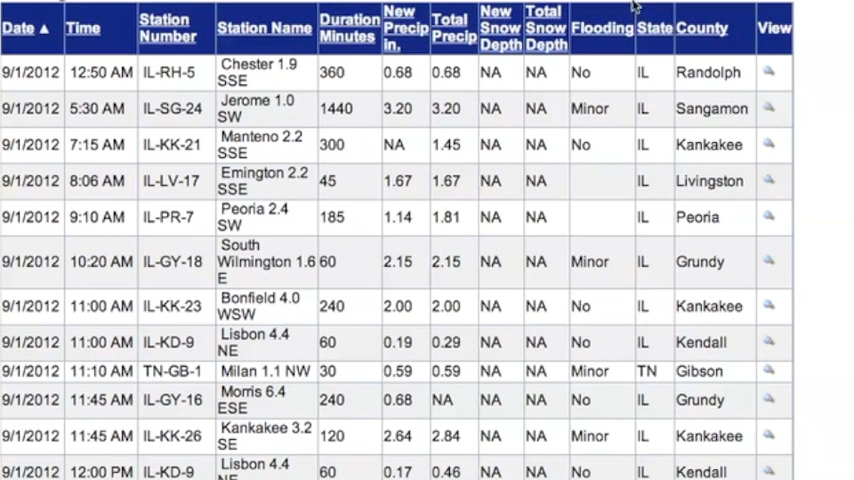 Date ▲ Time Station Number Station Name Duration Minutes New Precip in. Total Precip New Snow Depth Total Snow Depth Flooding State County View
9/1/2012 12:50 AM IL-RH-5 Chester 1.9 SSE 360 0.68 0.68 NA NA No IL Randolph
9/1/2012 5:30 AM IL-SG-24 Jerome 1.0 SW 1440 3.20 3.20 NA NA Minor IL Sangamon
9/1/2012 7:15 AM IL-KK-21 Manteno 2.2 SSE 300 NA 1.45 NA NA No IL Kankakee
9/1/2012 8:06 AM IL-LV-17 Emington 2.2 SSE 45 1.67 1.67 NA NA IL Livingston
9/1/2012 9:10 AM IL-PR-7 Peoria 2.4 SW 185 1.14 1.81 NA NA IL Peoria
9/1/2012 10:20 AM IL-GY-18 South Wilmington 1.6 E 60 2.15 2.15 NA NA Minor IL Grundy
9/1/2012 11:00 AM IL-KK-23 Bonfield 4.0 WSW 240 2.00 2.00 NA NA No IL Kankakee
9/1/2012 11:00 AM IL-KD-9 Lisbon 4.4 NE 60 0.19 0.29 NA NA No IL Kendall
9/1/2012 11:10 AM TN-GB-1 Milan 1.1 NW 30 0.59 0.59 NA NA Minor TN Gibson
9/1/2012 11:45 AM IL-GY-16 Morris 6.4 ESE 240 0.68 NA NA NA No IL Grundy
9/1/2012 11:45 AM IL-KK-26 Kankakee 3.2 SE 120 2.64 2.84 NA NA Minor IL Kankakee
9/1/2012 12:00 PM IL-KD-9 Lisbon 4.4 NE 60 0.17 0.46 NA NA No IL Kendall